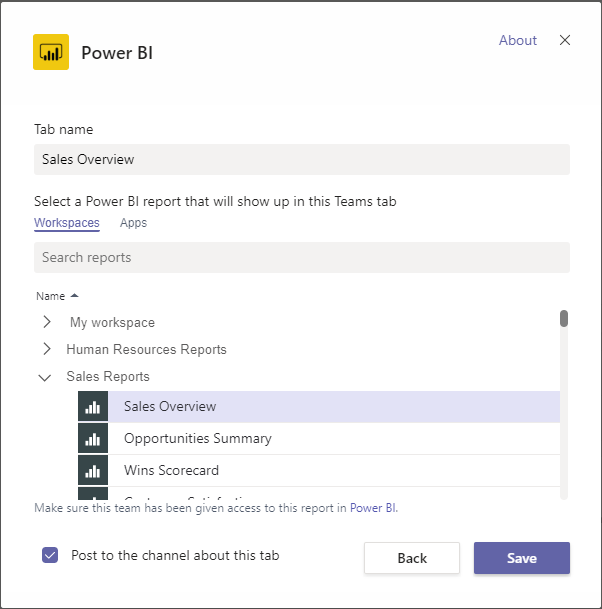 Power BI
About
Tab name
Sales Overview
Select a Power BI report that will show up in this Teams tab
Workspaces Apps
Search reports
Name
My workspace
Human Resources Reports
Sales Reports
Sales Overview
Opportunities Summary
Wins Scorecard
Make sure this team has been given access to this report in Power BI.
Post to the channel about this tab
Back
Save